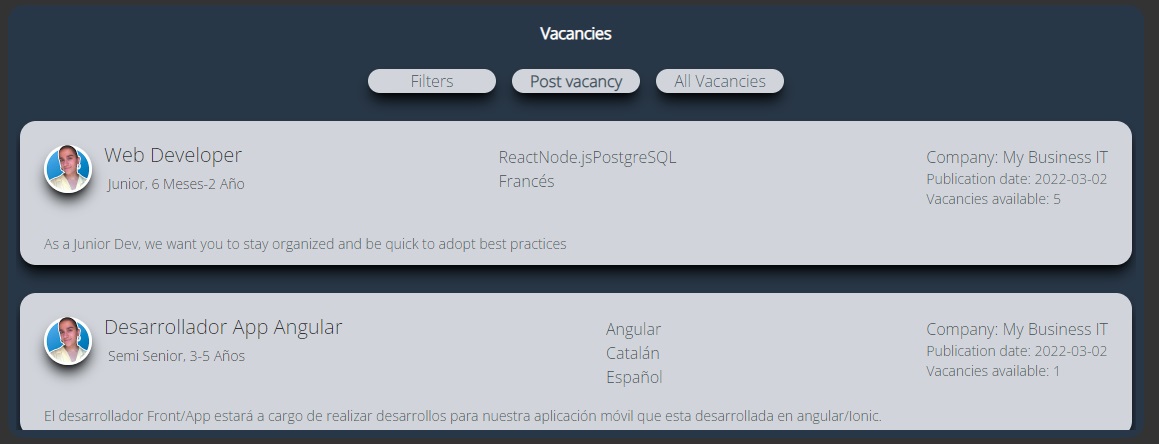 Vacancies
Filters
Post vacancy
All Vacancies
Web Developer
Junior, 6 Meses-2 Año
ReactNode.jsPostgreSQL
Francés
Company: My Business IT
Publication date: 2022-03-02
Vacancies available: 5
As a Junior Dev, we want you to stay organized and be quick to adopt best practices
Desarrollador App Angular
Semi Senior, 3-5 Años
Angular
Catalán
Español
Company: My Business IT
Publication date: 2022-03-02
Vacancies available: 1
El desarrollador Front/App estará a cargo de realizar desarrollos para nuestra aplicación móvil que esta desarrollada en angular/Ionic.